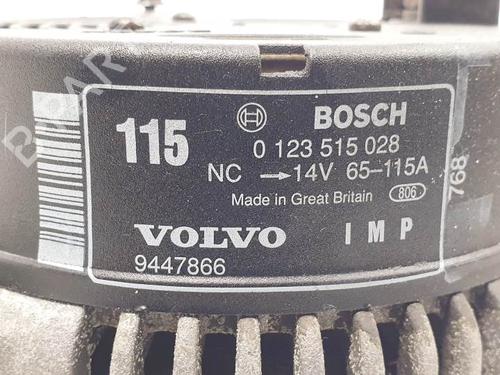 115 BOSCH
0 123 515 028
NC → 14V 65–115A
Made in Great Britain 806
VOLVO IMP
9447866
768